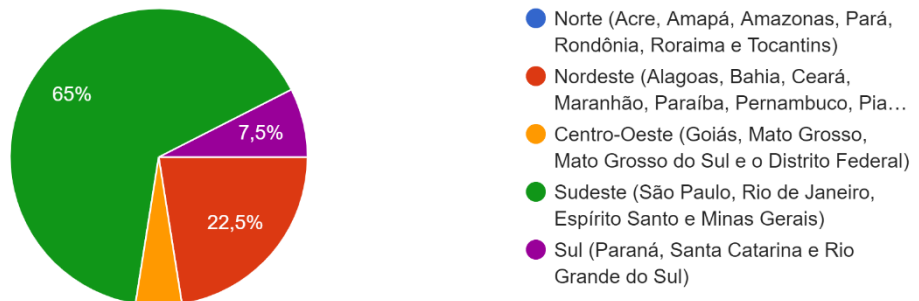 65%
7,5%
22,5%
Norte (Acre, Amapá, Amazonas, Pará,
Rondônia, Roraima e Tocantins)
Nordeste (Alagoas, Bahia, Ceará,
Maranhão, Paraíba, Pernambuco, Pia…
Centro-Oeste (Goiás, Mato Grosso,
Mato Grosso do Sul e o Distrito Federal)
Sudeste (São Paulo, Rio de Janeiro,
Espírito Santo e Minas Gerais)
Sul (Paraná, Santa Catarina e Rio
Grande do Sul)